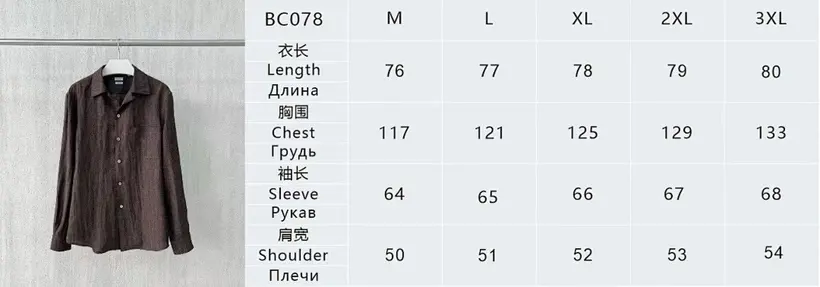 BC078 M L XL 2XL 3XL
衣长
Length 76 77 78 79 80
Длина
胸围
Chest 117 121 125 129 133
Грудь
袖长
Sleeve 64 65 66 67 68
Рукав
肩宽
Shoulder 50 51 52 53 54
Плечи